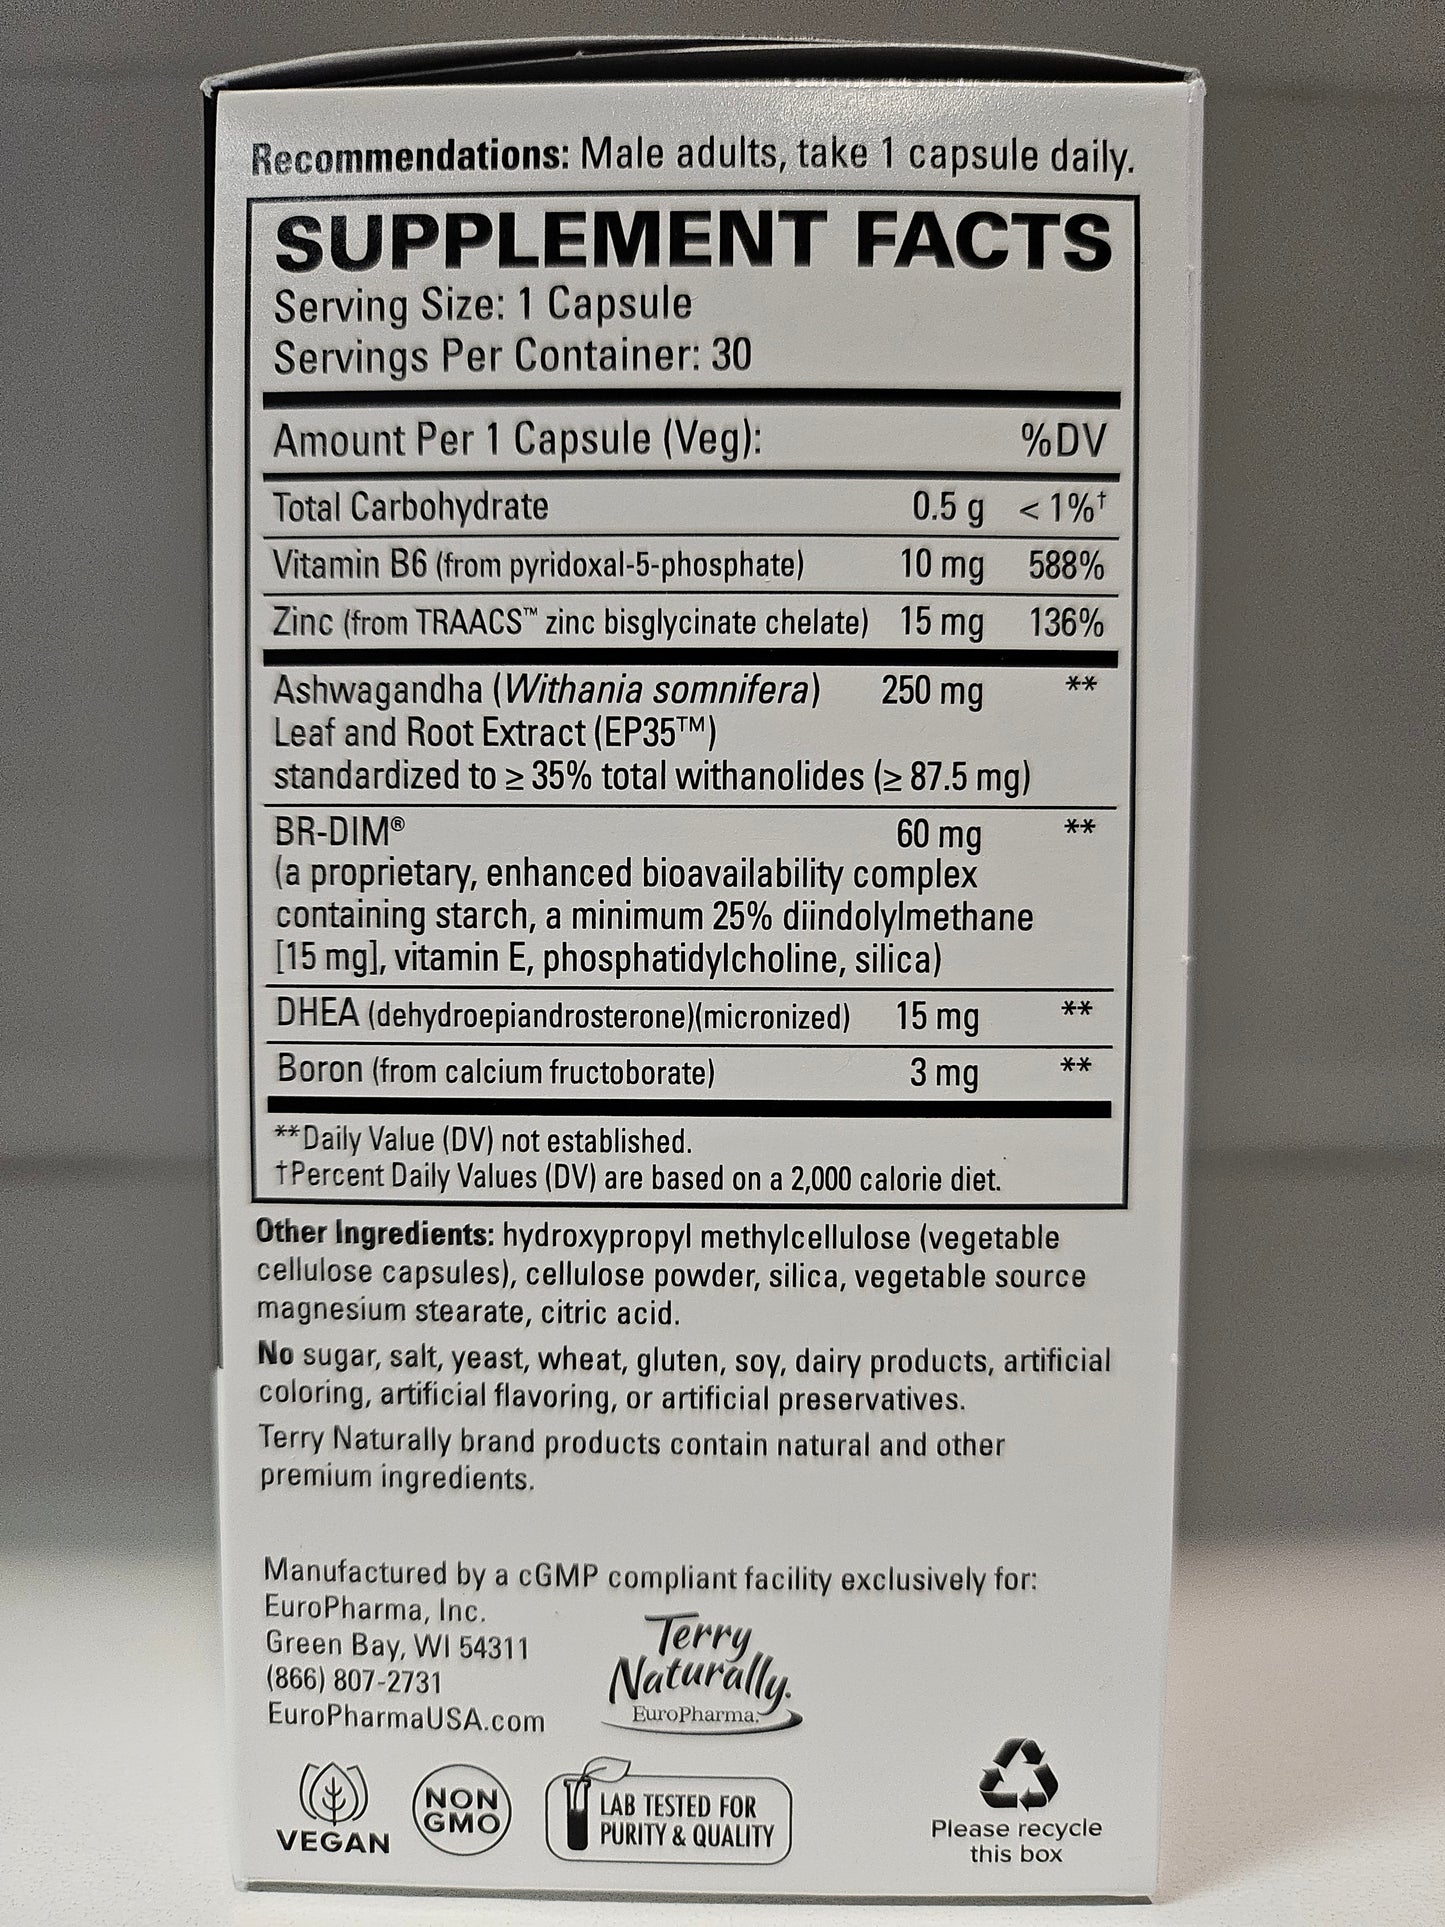 Recommendations: Male adults, take 1 capsule daily.
SUPPLEMENT FACTS
Serving Size: 1 Capsule
Servings Per Container: 30
Amount Per 1 Capsule (Veg): %DV
Total Carbohydrate 0.5 g < 1%†
Vitamin B6 (from pyridoxal-5-phosphate) 10 mg 588%
Zinc (from TRAACS™ zinc bisglycinate chelate) 15 mg 136%
Ashwagandha (Withania somnifera) 250 mg **
Leaf and Root Extract (EP35™)
standardized to ≥ 35% total withanolides (≥ 87.5 mg)
BR-DIM® 60 mg **
(a proprietary, enhanced bioavailability complex
containing starch, a minimum 25% diindolylmethane
[15 mg], vitamin E, phosphatidylcholine, silica)
DHEA (dehydroepiandrosterone)(micronized) 15 mg **
Boron (from calcium fructoborate) 3 mg **
**Daily Value (DV) not established.
†Percent Daily Values (DV) are based on a 2,000 calorie diet.
Other Ingredients: hydroxypropyl methylcellulose (vegetable
cellulose capsules), cellulose powder, silica, vegetable source
magnesium stearate, citric acid.
No sugar, salt, yeast, wheat, gluten, soy, dairy products, artificial
coloring, artificial flavoring, or artificial preservatives.
Terry Naturally brand products contain natural and other
premium ingredients.
Manufactured by a cGMP compliant facility exclusively for:
EuroPharma, Inc.
Green Bay, WI 54311
(866) 807-2731
EuroPharmaUSA.com
Terry
Naturally.
EuroPharma.
VEGAN
NON
GMO
LAB TESTED FOR
PURITY & QUALITY
Please recycle
this box